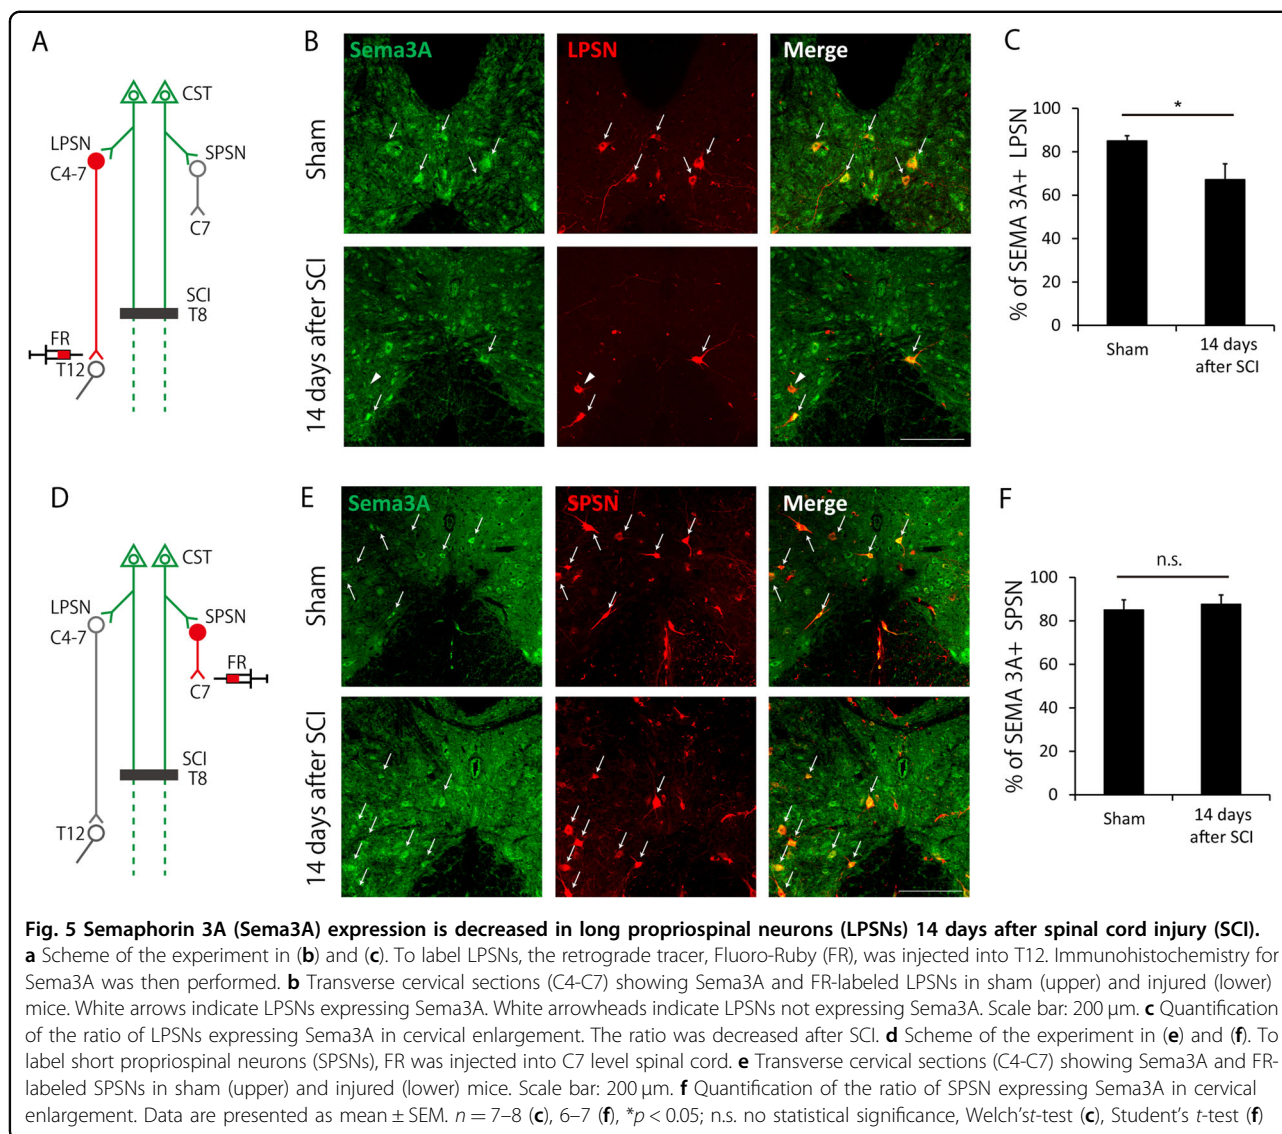 A
CST
LPSN
C4-7
SPSN
C7
SCI
T8
FR
T12
B
Sema3A
LPSN
Merge
Sham
14 days after SCI
C
% of SEMA 3A+ LPSN
100
80
60
40
20
0
*
Sham
14 days
after SCI
D
CST
LPSN
C4-7
SPSN
FR
C7
SCI
T8
T12
E
Sema3A
SPSN
Merge
Sham
14 days after SCI
F
% of SEMA 3A+ SPSN
100
80
60
40
20
0
n.s.
Sham
14 days
after SCI
Fig. 5 Semaphorin 3A (Sema3A) expression is decreased in long propriospinal neurons (LPSNs) 14 days after spinal cord injury (SCI).
a Scheme of the experiment in (b) and (c). To label LPSNs, the retrograde tracer, Fluoro-Ruby (FR), was injected into T12. Immunohistochemistry for
Sema3A was then performed. b Transverse cervical sections (C4-C7) showing Sema3A and FR-labeled LPSNs in sham (upper) and injured (lower)
mice. White arrows indicate LPSNs expressing Sema3A. White arrowheads indicate LPSNs not expressing Sema3A. Scale bar: 200 μm. c Quantification
of the ratio of LPSNs expressing Sema3A in cervical enlargement. The ratio was decreased after SCI. d Scheme of the experiment in (e) and (f). To
label short propriospinal neurons (SPSNs), FR was injected into C7 level spinal cord. e Transverse cervical sections (C4-C7) showing Sema3A and FR-
labeled SPSNs in sham (upper) and injured (lower) mice. Scale bar: 200 μm. f Quantification of the ratio of SPSN expressing Sema3A in cervical
enlargement. Data are presented as mean ± SEM. n = 7–8 (c), 6–7 (f), *p < 0.05; n.s. no statistical significance, Welch'st-test (c), Student's t-test (f)